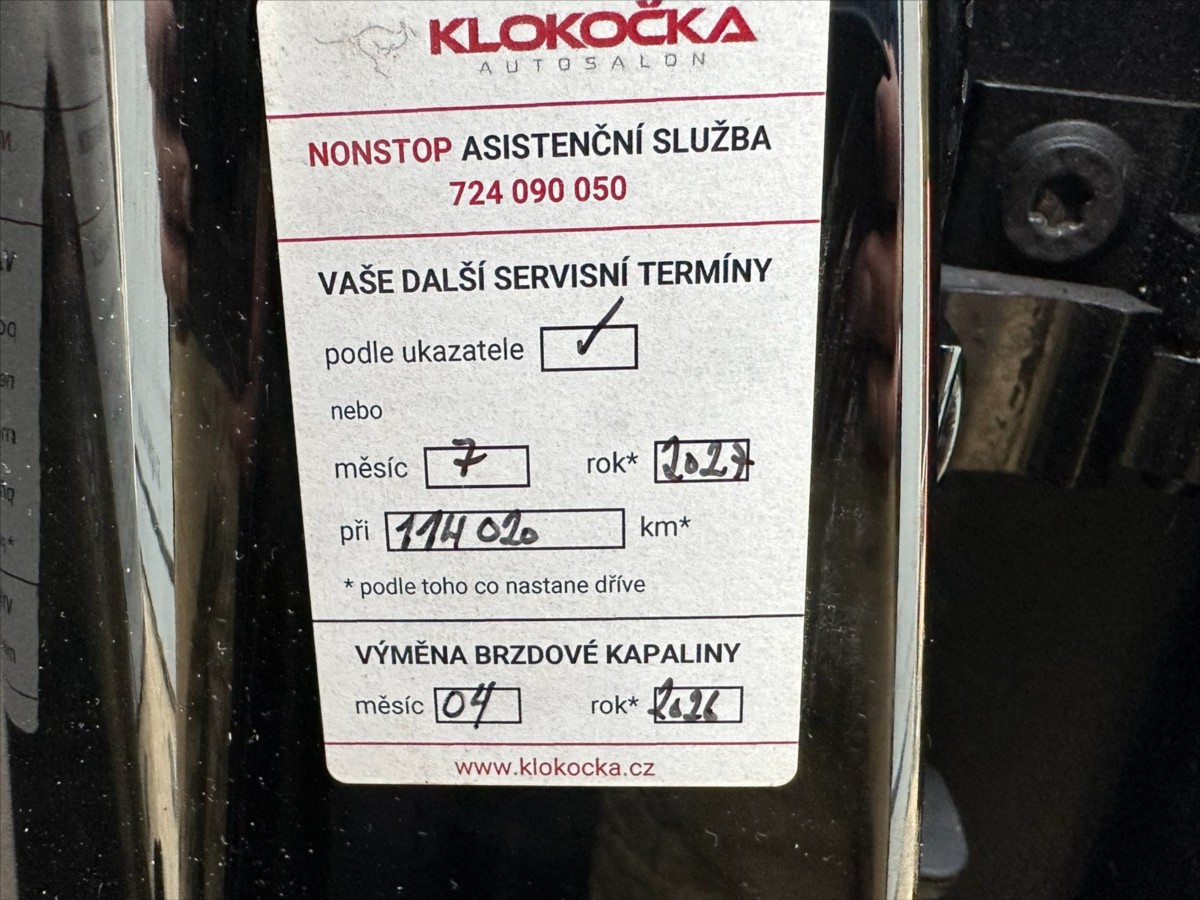 KLOKOČKA
AUTOSALON
NONSTOP ASISTENČNÍ SLUŽBA
724 090 050
VAŠE DALŠÍ SERVISNÍ TERMÍNY
podle ukazatele ✓
nebo
měsíc 7 rok* 2027
při 114 020 km*
* podle toho co nastane dříve
VÝMĚNA BRZDOVÉ KAPALINY
měsíc 04 rok* 2026
www.klokocka.cz